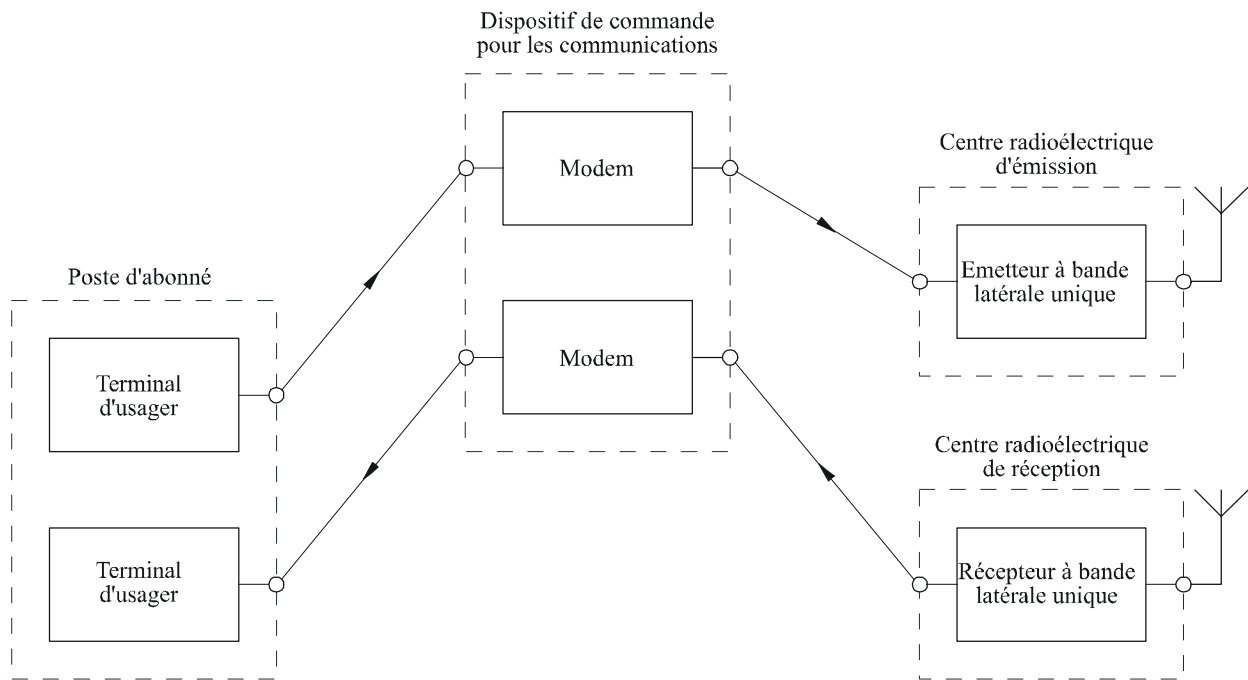 Dispositif de commande
pour les communications
Modem
Modem
Centre radioélectrique
d'émission
Emetteur à bande
latérale unique
Poste d'abonné
Terminal
d'usager
Terminal
d'usager
Centre radioélectrique
de réception
Récepteur à bande
latérale unique